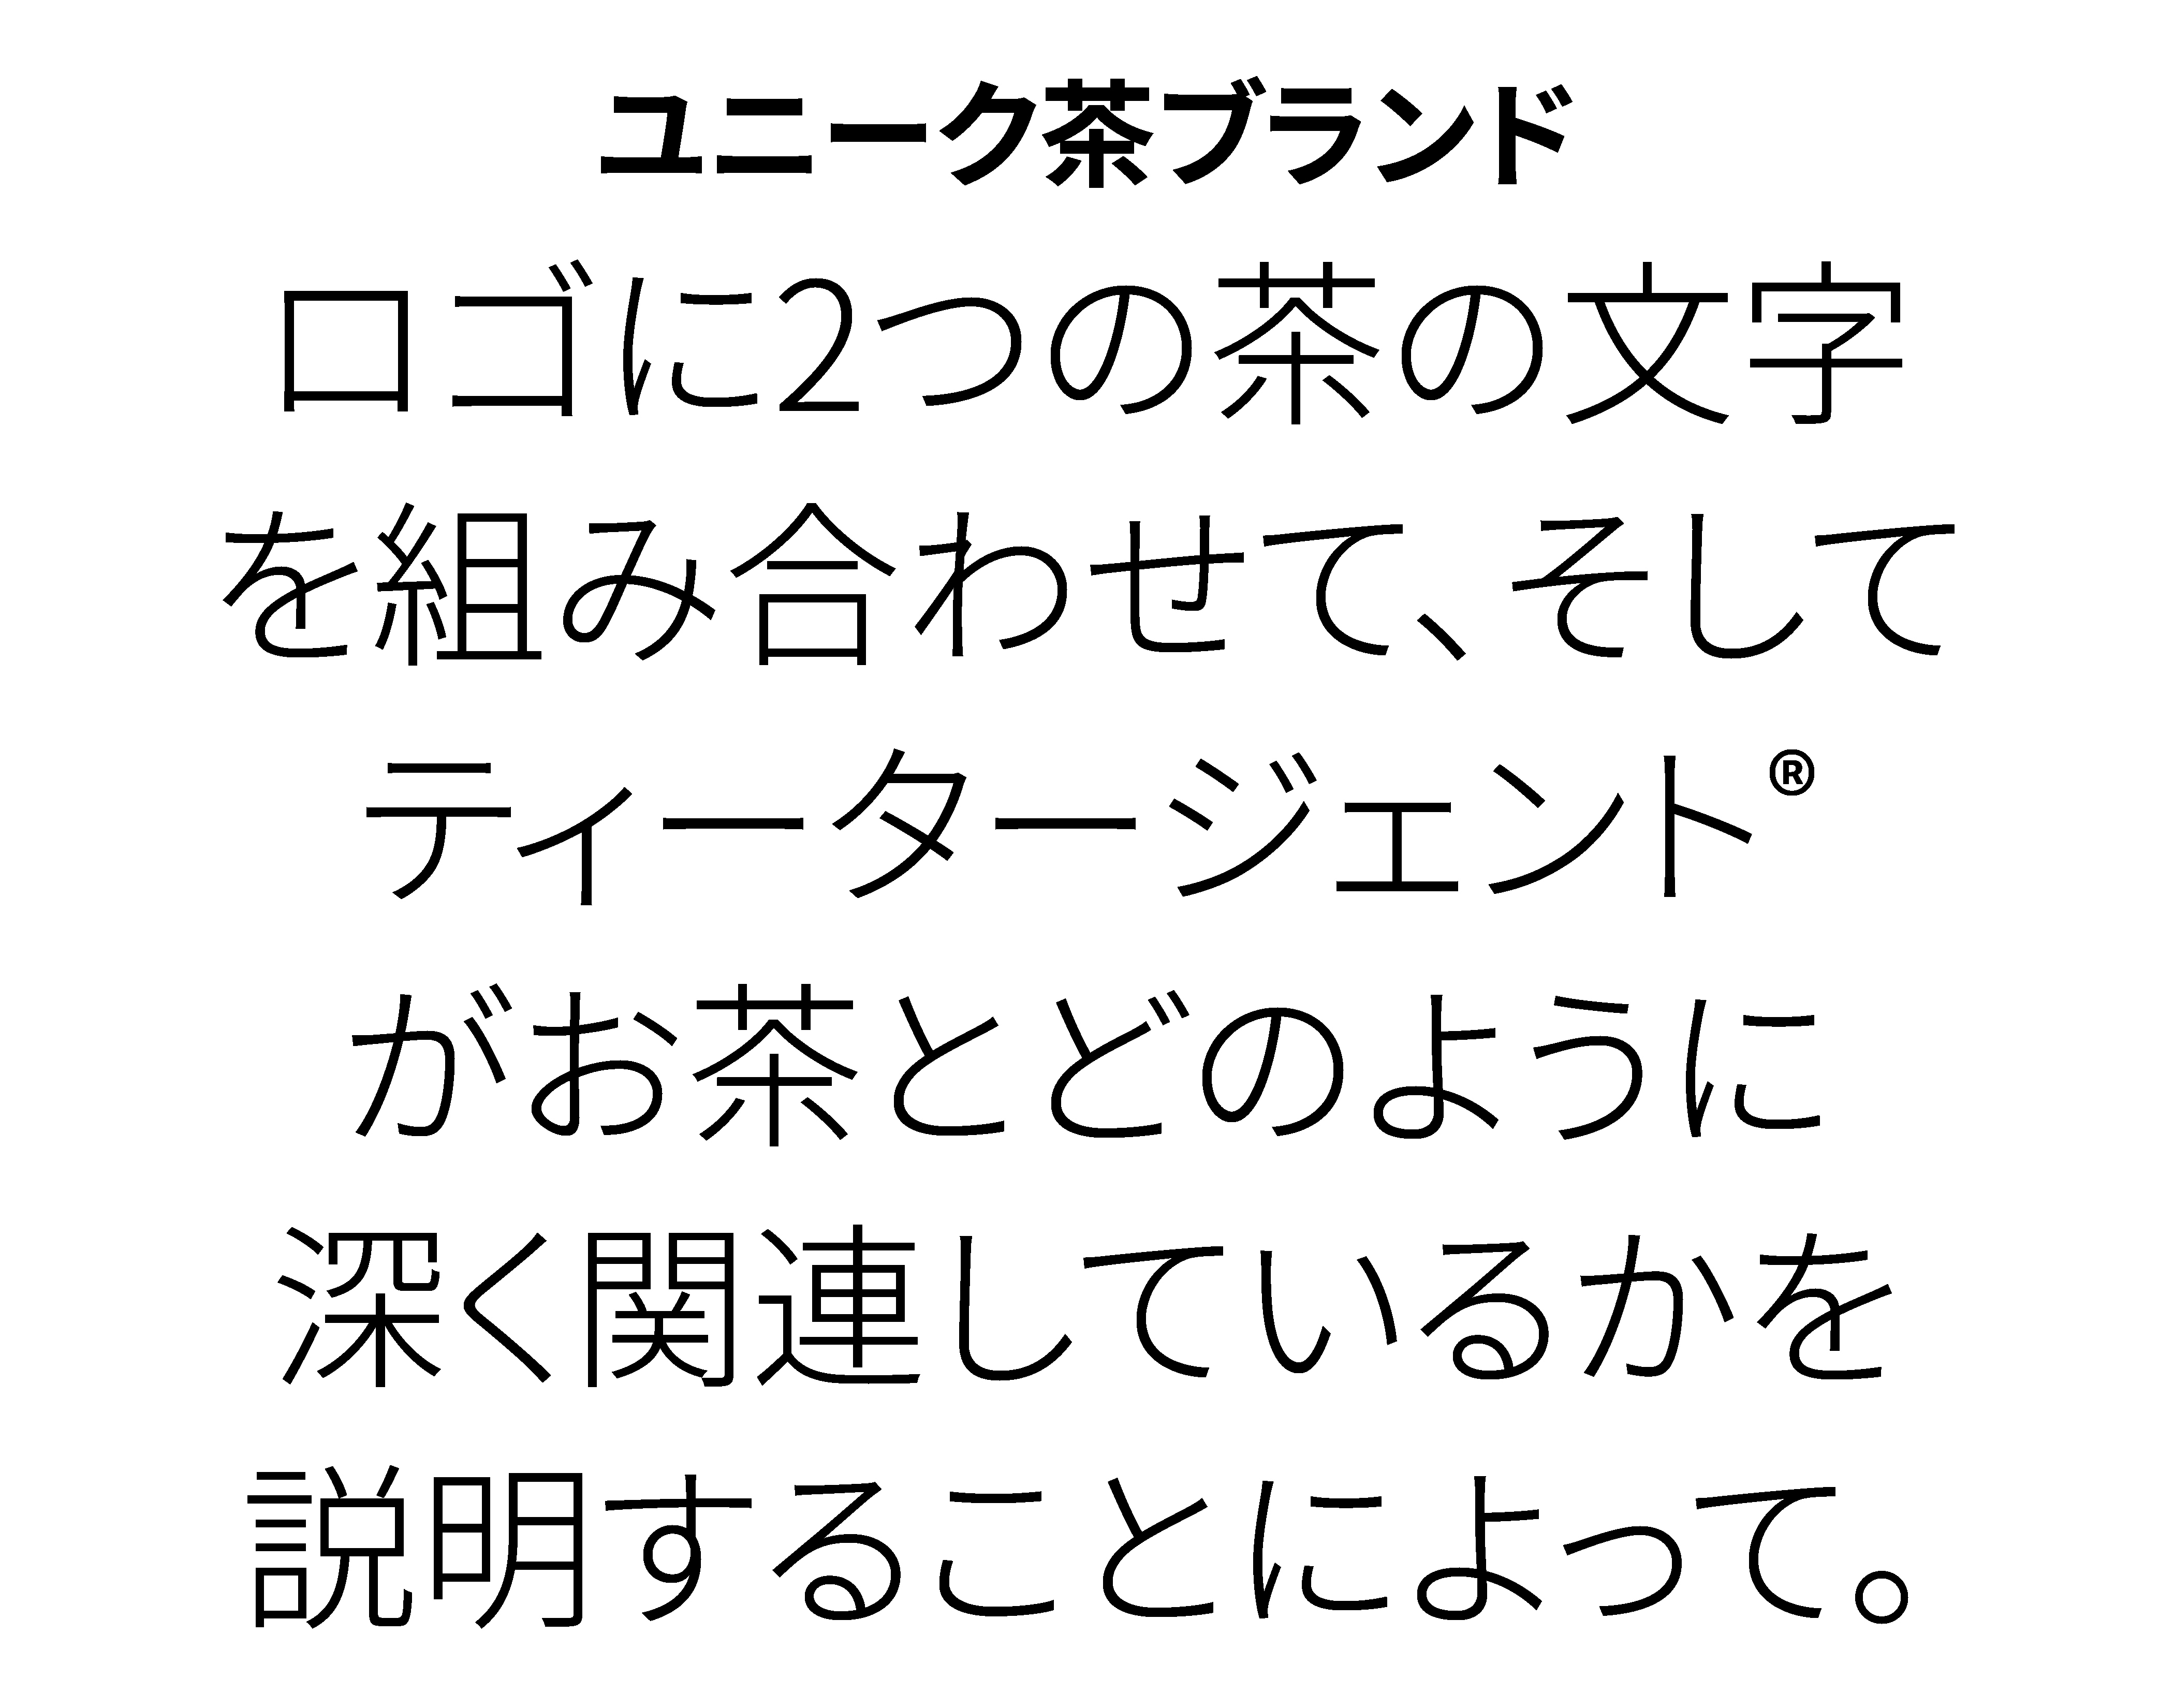 ユニーク茶ブランド
ロゴに2つの茶の文字
を組み合わせて、そして
ティータージェント®
がお茶とどのように
深く関連しているかを
説明することによって。